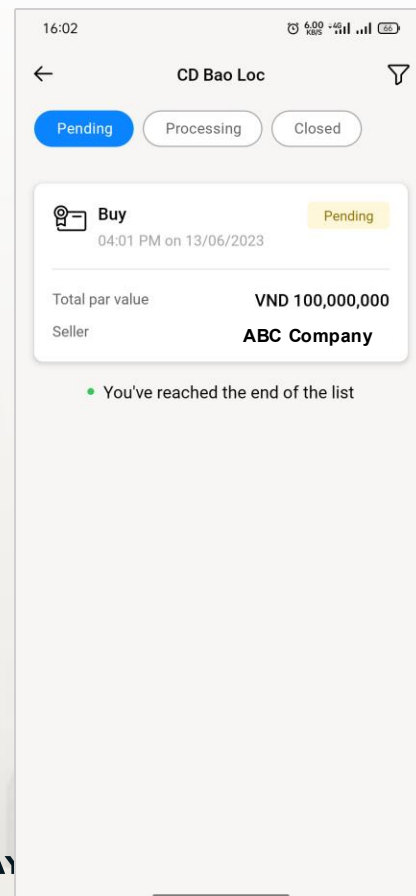 16:02 6.00 KB/S 4G 66
CD Bao Loc
Pending Processing Closed
Buy Pending
04:01 PM on 13/06/2023
Total par value VND 100,000,000
Seller ABC Company
You've reached the end of the list